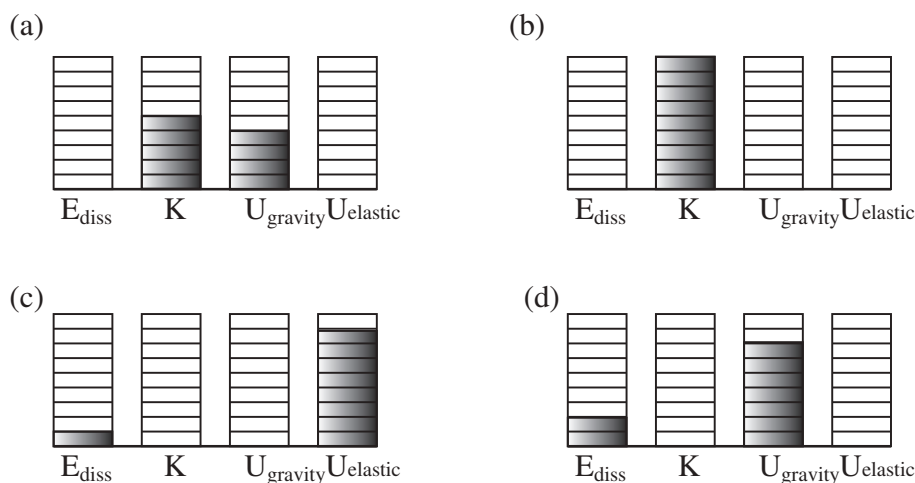 (a) (b)
E_diss K U_gravity U_elastic E_diss K U_gravity U_elastic
(c) (d)
E_diss K U_gravity U_elastic E_diss K U_gravity U_elastic